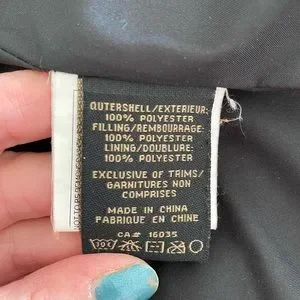 OUTERSHELL/EXTERIEUR:
100% POLYESTER
FILLING/REMBOURRAGE:
100% POLYESTER
LINING/DOUBLURE:
100% POLYESTER
EXCLUSIVE OF TRIMS/
GARNITURES NON
COMPRISES
MADE IN CHINA
FABRIQUE EN CHINE
CA# 16035